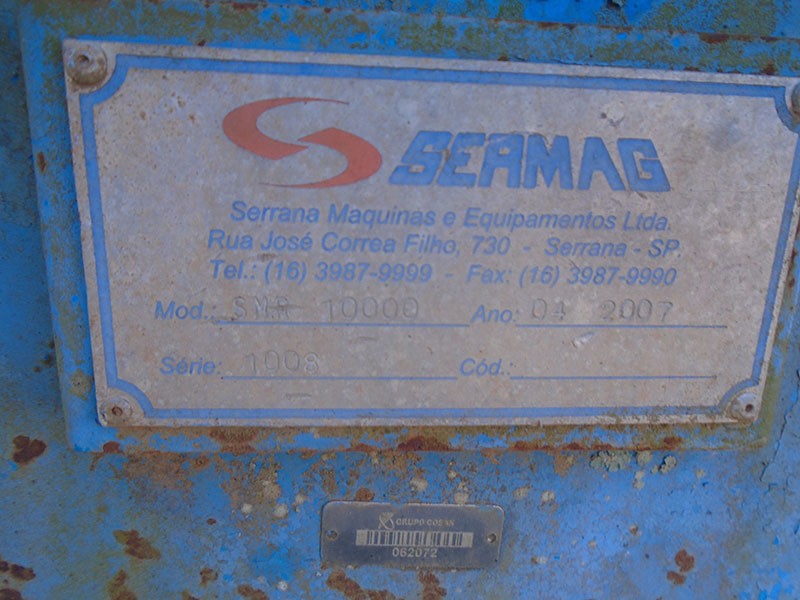 SERMAG
Serrana Maquinas e Equipamentos Ltda.
Rua José Correa Filho, 730 - Serrana - SP.
Tel.: (16) 3987-9999 - Fax: (16) 3987-9990
Mod.: SMR 10000 Ano: 04 2007
Série: 1008 Cód.:
GRUPO COSAN
062072